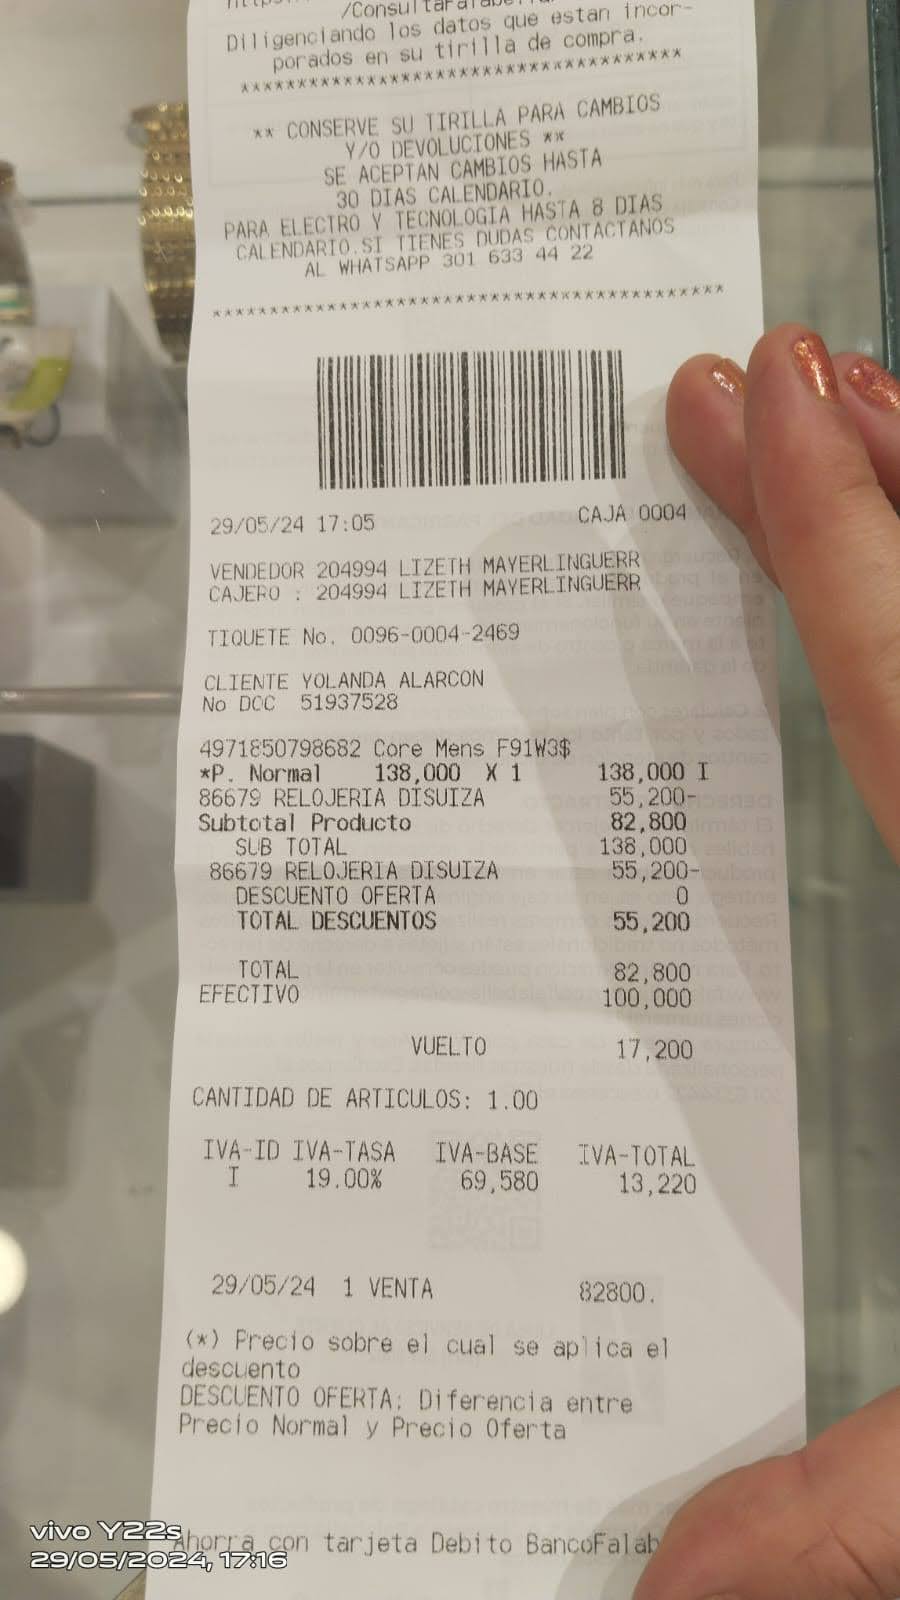 /ConsultaFalabella
Diligenciando los datos que estan incor-
porados en su tirilla de compra.
****************************************
** CONSERVE SU TIRILLA PARA CAMBIOS
Y/O DEVOLUCIONES **
SE ACEPTAN CAMBIOS HASTA
30 DIAS CALENDARIO.
PARA ELECTRO Y TECNOLOGIA HASTA 8 DIAS
CALENDARIO.SI TIENES DUDAS CONTACTANOS
AL WHATSAPP 301 633 44 22
****************************************
29/05/24 17:05 CAJA 0004
VENDEDOR 204994 LIZETH MAYERLINGUERR
CAJERO : 204994 LIZETH MAYERLINGUERR
TIQUETE No. 0096-0004-2469
CLIENTE YOLANDA ALARCON
No DOC 51937528
4971850798682 Core Mens F91W3$
*P. Normal 138,000 X 1 138,000 I
86679 RELOJERIA DISUIZA 55,200-
Subtotal Producto 82,800
SUB TOTAL 138,000
86679 RELOJERIA DISUIZA 55,200-
DESCUENTO OFERTA 0
TOTAL DESCUENTOS 55,200
TOTAL 82,800
EFECTIVO 100,000
VUELTO 17,200
CANTIDAD DE ARTICULOS: 1.00
IVA-ID IVA-TASA IVA-BASE IVA-TOTAL
I 19.00% 69,580 13,220
29/05/24 1 VENTA 82800.
(*) Precio sobre el cual se aplica el
descuento
DESCUENTO OFERTA: Diferencia entre
Precio Normal y Precio Oferta
Ahorra con tarjeta Debito BancoFalab
vivo Y22s
29/05/2024, 17:16